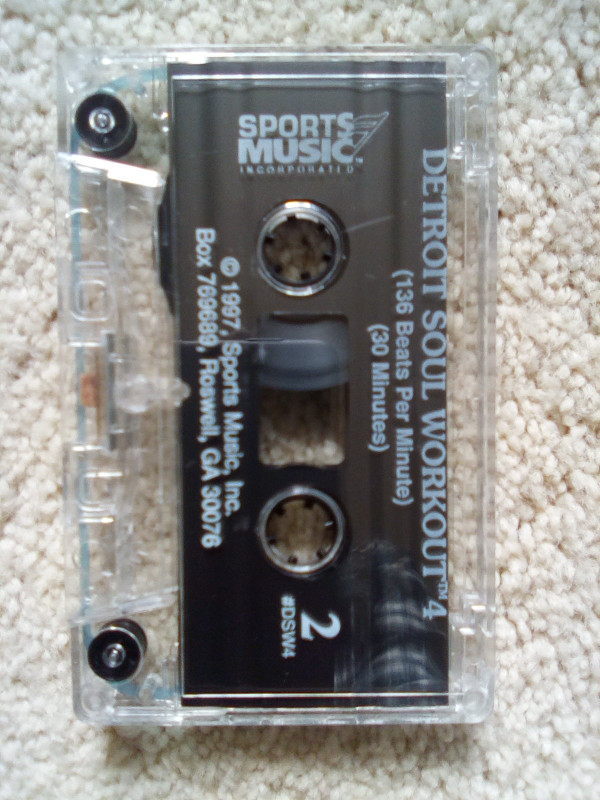 DETROIT SOUL WORKOUT™ 4
(136 Beats Per Minute)
(30 Minutes)
SPORTS
MUSIC™
INCORPORATED
2
#DSW4
© 1997, Sports Music, Inc.
Box 769689, Roswell, GA 30076